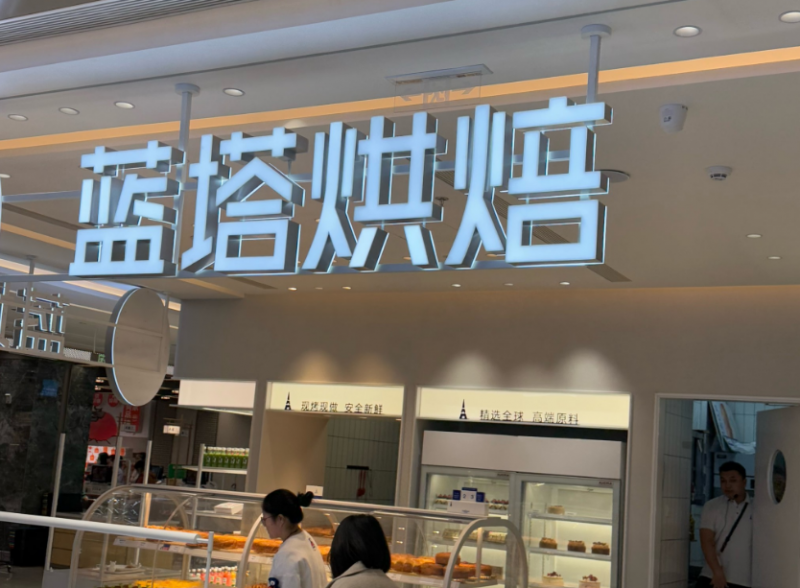 蓝塔烘焙
现烤现做 安全新鲜
精选全球 高端原料